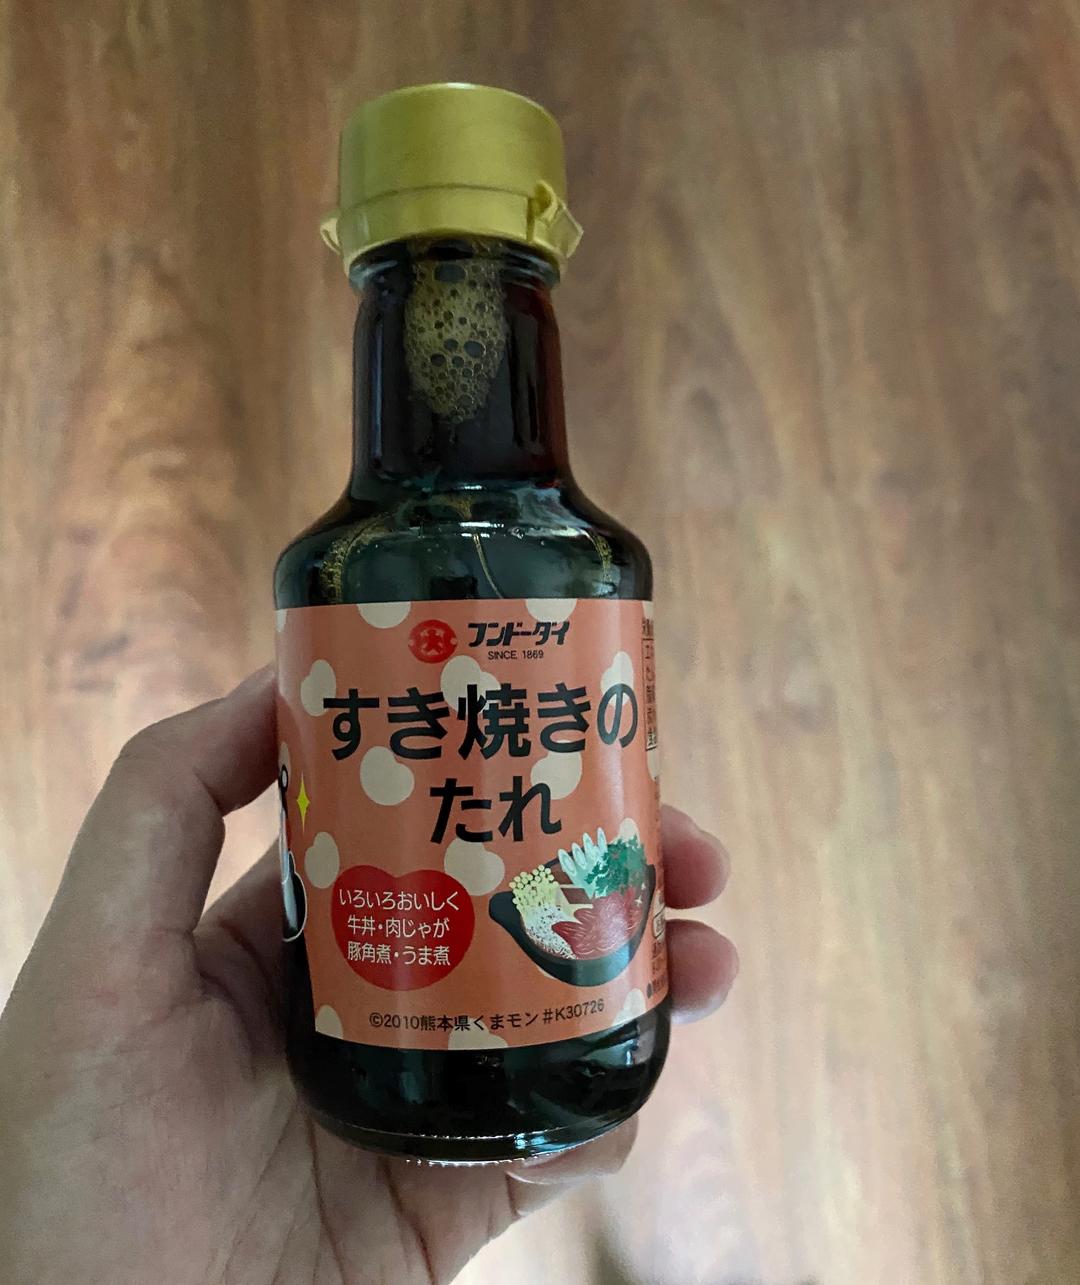 フンドーダイ
SINCE. 1869
すき焼きの
たれ
いろいろおいしく
牛丼・肉じゃが
豚角煮・うま煮
©2010熊本県くまモン#K30726